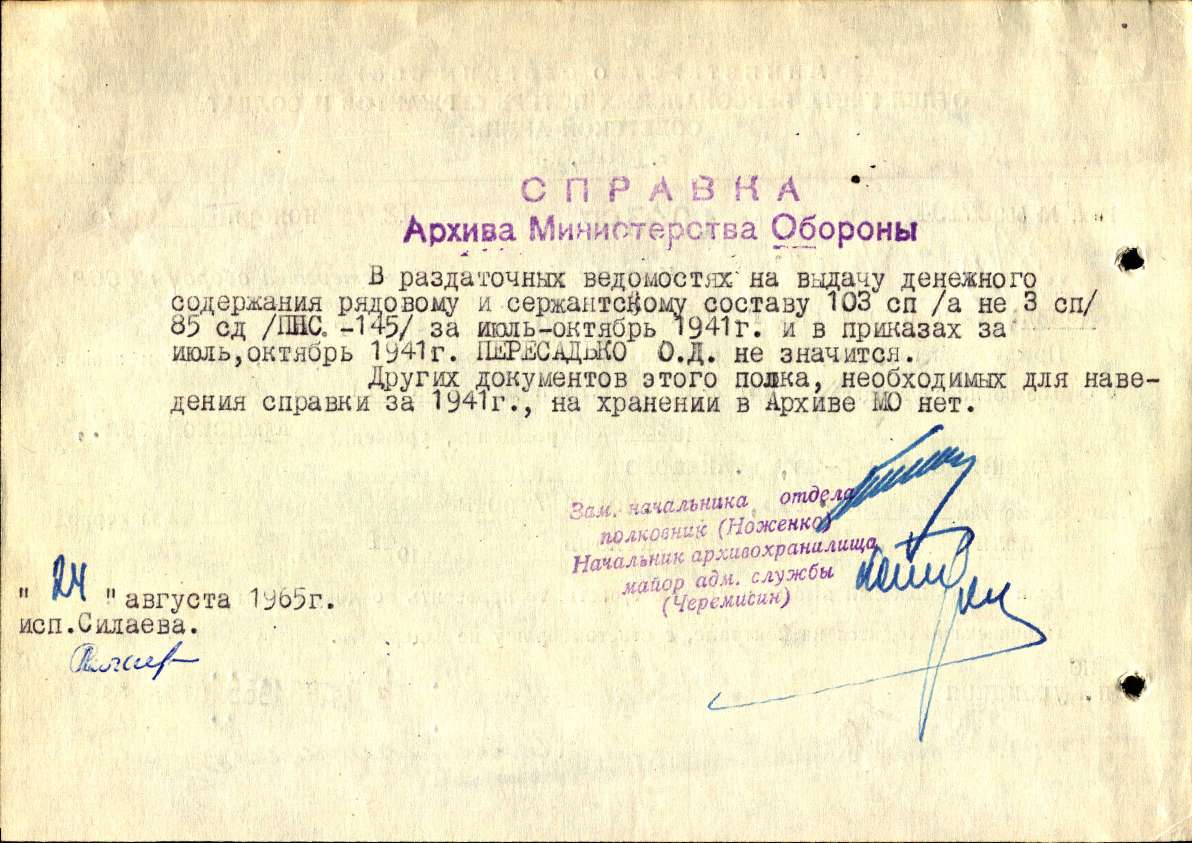 СПРАВКА
Архива Министерства Обороны
В раздаточных ведомостях на выдачу денежного
содержания рядовому и сержантскому составу 103 сп /а не 3 сп/
85 сд /ППС.-145/ за июль-октябрь 1941г. и в приказах за
июль,октябрь 1941г. ПЕРЕСАДЬКО О.Д. не значится.
Других документов этого полка, необходимых для наве-
дения справки за 1941г., на хранении в Архиве МО нет.
Зам. начальника отдела
полковник (Ноженко)
Начальник архивохранилища
майор адм. службы
(Черемисин)
" 24 " августа 1965г.
исп.Силаева.